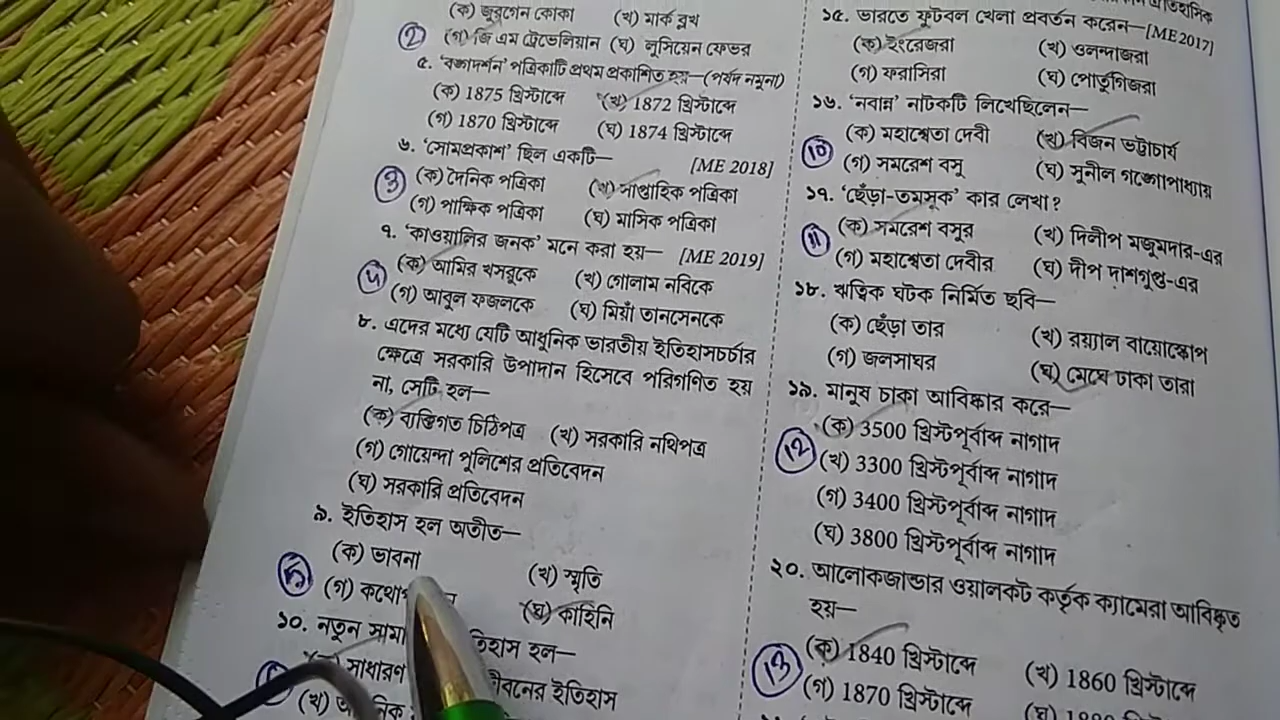 (ক) জুরগেন কোকা (খ) মার্ক ব্লখ
(গ) জি এম ট্রেভেলিয়ান (ঘ) লুসিয়েন ফেভর
৫. ‘বঙ্গদর্শন’ পত্রিকাটি প্রথম প্রকাশিত হয়—(পর্ষদ নমুনা)
(ক) 1875 খ্রিস্টাব্দে (খ) 1872 খ্রিস্টাব্দে
(গ) 1870 খ্রিস্টাব্দে (ঘ) 1874 খ্রিস্টাব্দে
৬. ‘সোমপ্রকাশ’ ছিল একটি— [ME 2018]
(ক) দৈনিক পত্রিকা (খ) সাপ্তাহিক পত্রিকা
(গ) পাক্ষিক পত্রিকা (ঘ) মাসিক পত্রিকা
৭. ‘কাওয়ালির জনক’ মনে করা হয়— [ME 2019]
(ক) আমির খসরুকে (খ) গোলাম নবিকে
(গ) আবুল ফজলকে (ঘ) মিয়াঁ তানসেনকে
৮. এদের মধ্যে যেটি আধুনিক ভারতীয় ইতিহাসচর্চার
ক্ষেত্রে সরকারি উপাদান হিসেবে পরিগণিত হয়
না, সেটি হল—
(ক) ব্যক্তিগত চিঠিপত্র (খ) সরকারি নথিপত্র
(গ) গোয়েন্দা পুলিশের প্রতিবেদন
(ঘ) সরকারি প্রতিবেদন
৯. ইতিহাস হল অতীত—
(ক) ভাবনা (খ) স্মৃতি
(গ) (ঘ) কাহিনি
১০. নতুন হল—
সাধারণ ইতিহাস
(খ)
১৫. ভারতে ফুটবল খেলা প্রবর্তন করেন—[ME 2017]
(ক) ইংরেজরা (খ) ওলন্দাজরা
(গ) ফরাসিরা (ঘ) পোর্তুগিজরা
১৬. ‘নবান্ন’ নাটকটি লিখেছিলেন—
(ক) মহাশ্বেতা দেবী (খ) বিজন ভট্টাচার্য
(গ) সমরেশ বসু (ঘ) সুনীল গঙ্গোপাধ্যায়
১৭. ‘ছেঁড়া-তমসুক’ কার লেখা?
(ক) সমরেশ বসুর (খ) দিলীপ মজুমদার-এর
(গ) মহাশ্বেতা দেবীর (ঘ) দীপ দাশগুপ্ত-এর
১৮. ঋত্বিক ঘটক নির্মিত ছবি—
(ক) ছেঁড়া তার (খ) রয়্যাল বায়োস্কোপ
(গ) জলসাঘর (ঘ) মেঘে ঢাকা তারা
১৯. মানুষ চাকা আবিষ্কার করে—
(ক) 3500 খ্রিস্টপূর্বাব্দ নাগাদ
(খ) 3300 খ্রিস্টপূর্বাব্দ নাগাদ
(গ) 3400 খ্রিস্টপূর্বাব্দ নাগাদ
(ঘ) 3800 খ্রিস্টপূর্বাব্দ নাগাদ
২০. আলোকজান্ডার ওয়ালকট কর্তৃক ক্যামেরা আবিষ্কৃত
হয়—
(ক) 1840 খ্রিস্টাব্দে (খ) 1860 খ্রিস্টাব্দে
(গ) 1870 খ্রিস্টাব্দে